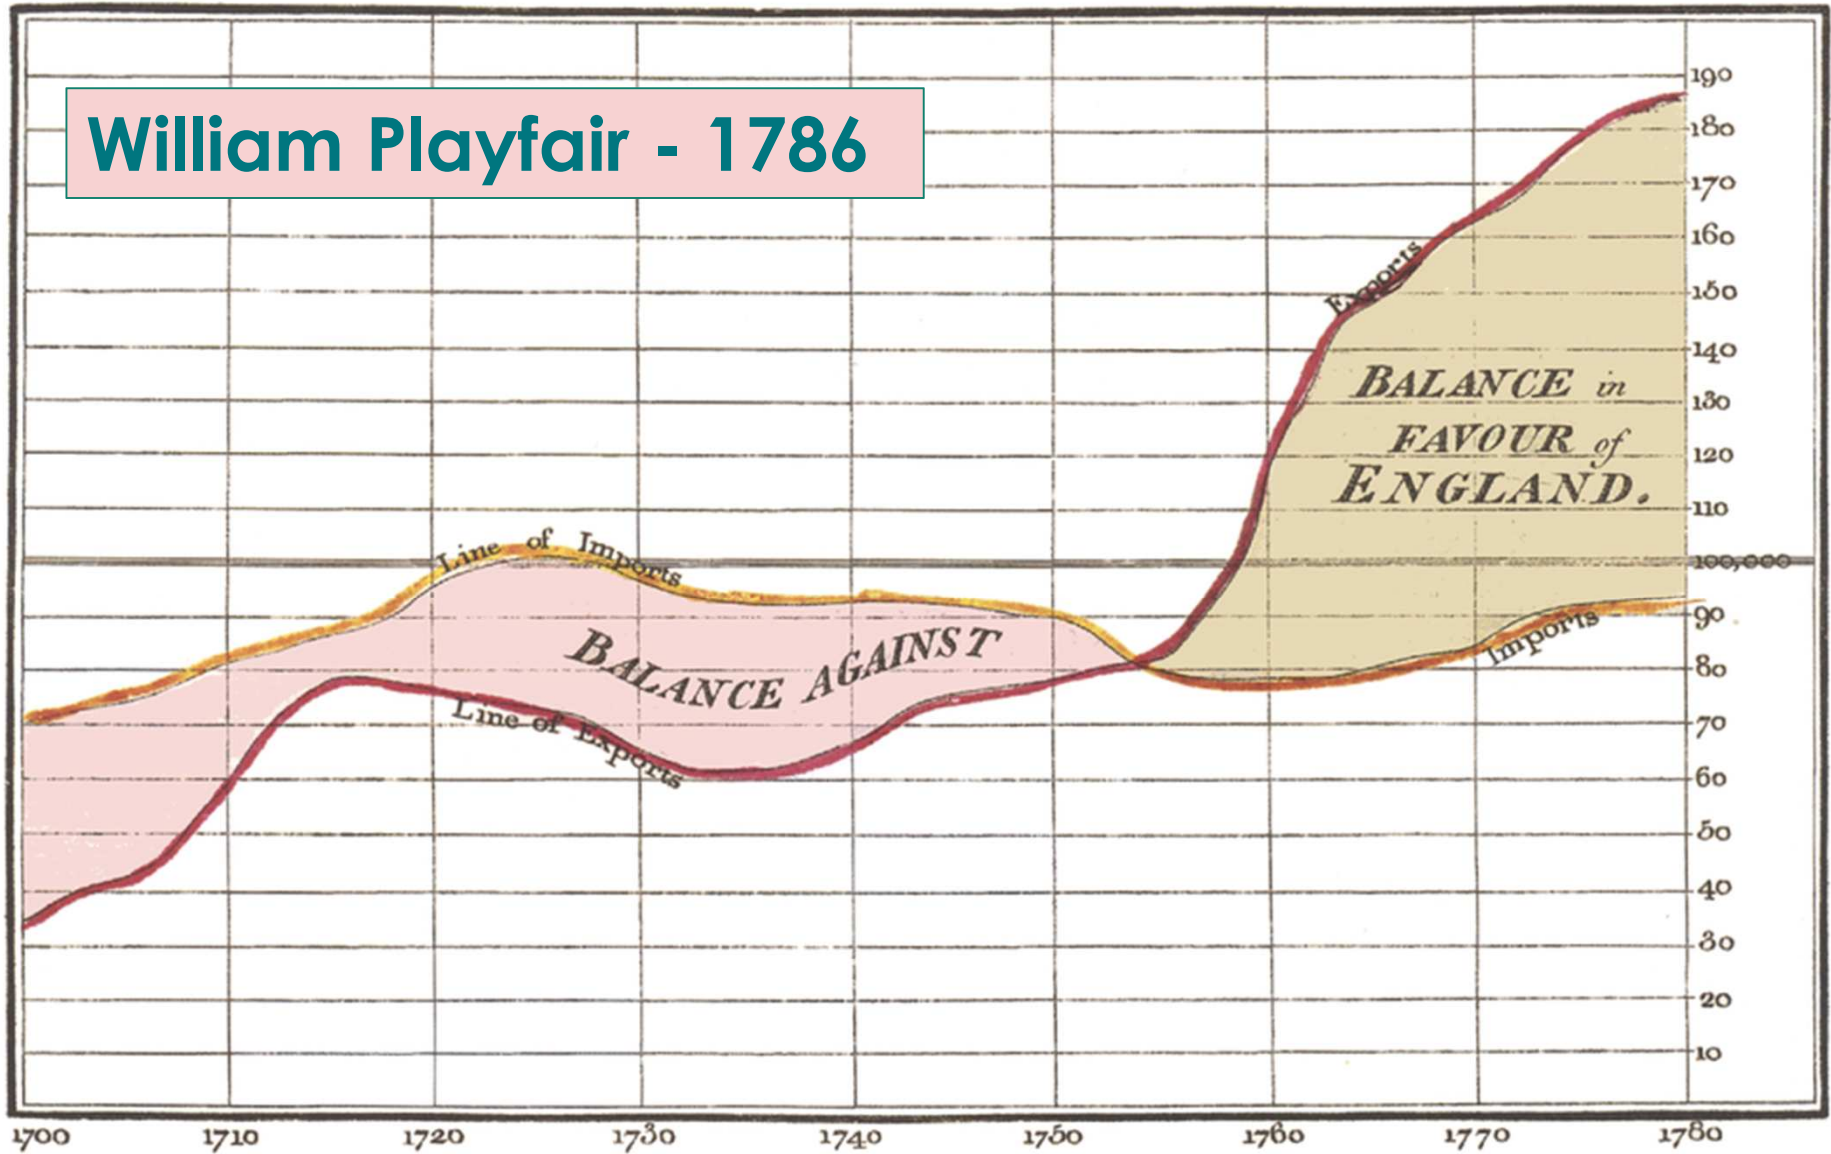 William Playfair - 1786
190
180
170
160
150
140
130
120
110
100,000
90
80
70
60
50
40
30
20
10
Exports
BALANCE in
FAVOUR of
ENGLAND.
Line of Imports
BALANCE AGAINST
Line of Exports
Imports
1700 1710 1720 1730 1740 1750 1760 1770 1780